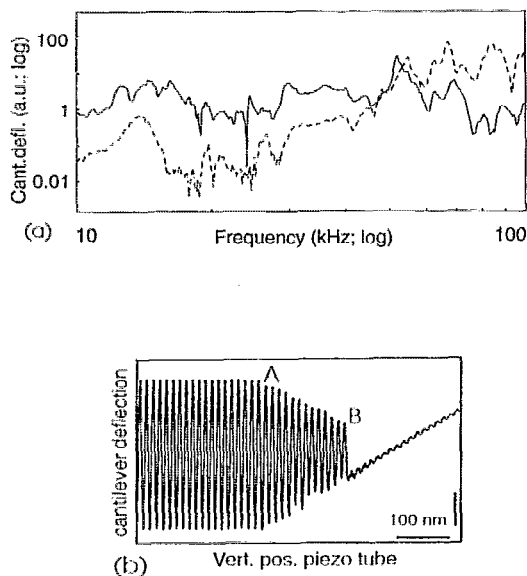 100
1
0.01
Cant.defl. (a.u.; log)
10
Frequency (kHz; log)
100
(a)
A
B
cantilever deflection
100 nm
Vert. pos. piezo tube
(b)